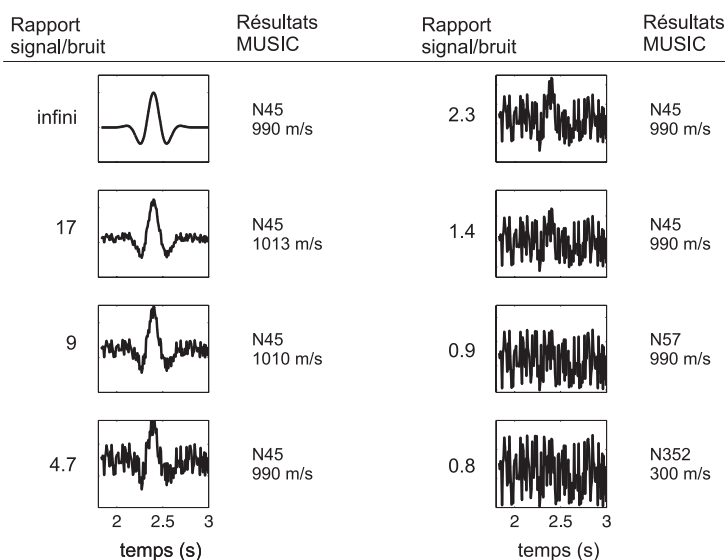 Rapport
signal/bruit
Résultats
MUSIC
infini
N45
990 m/s
17
N45
1013 m/s
9
N45
1010 m/s
4.7
N45
990 m/s
2
2.5
3
temps (s)
Rapport
signal/bruit
Résultats
MUSIC
2.3
N45
990 m/s
1.4
N45
990 m/s
0.9
N57
990 m/s
0.8
N352
300 m/s
2
2.5
3
temps (s)